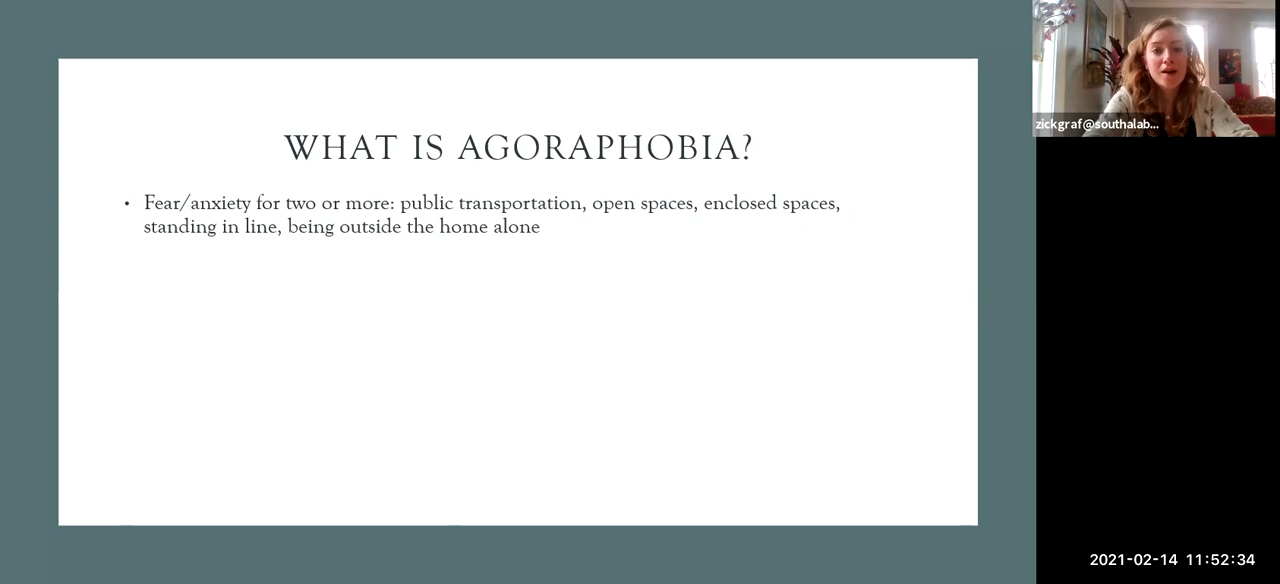 WHAT IS AGORAPHOBIA?
• Fear/anxiety for two or more: public transportation, open spaces, enclosed spaces,
standing in line, being outside the home alone
zickgraf@southalab...
2021-02-14 11:52:34